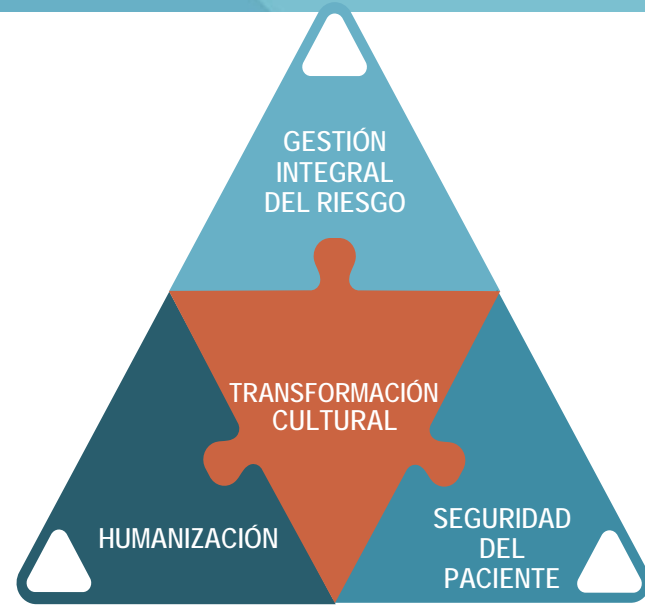 GESTIÓN
INTEGRAL
DEL RIESGO
TRANSFORMACIÓN
CULTURAL
HUMANIZACIÓN
SEGURIDAD
DEL
PACIENTE